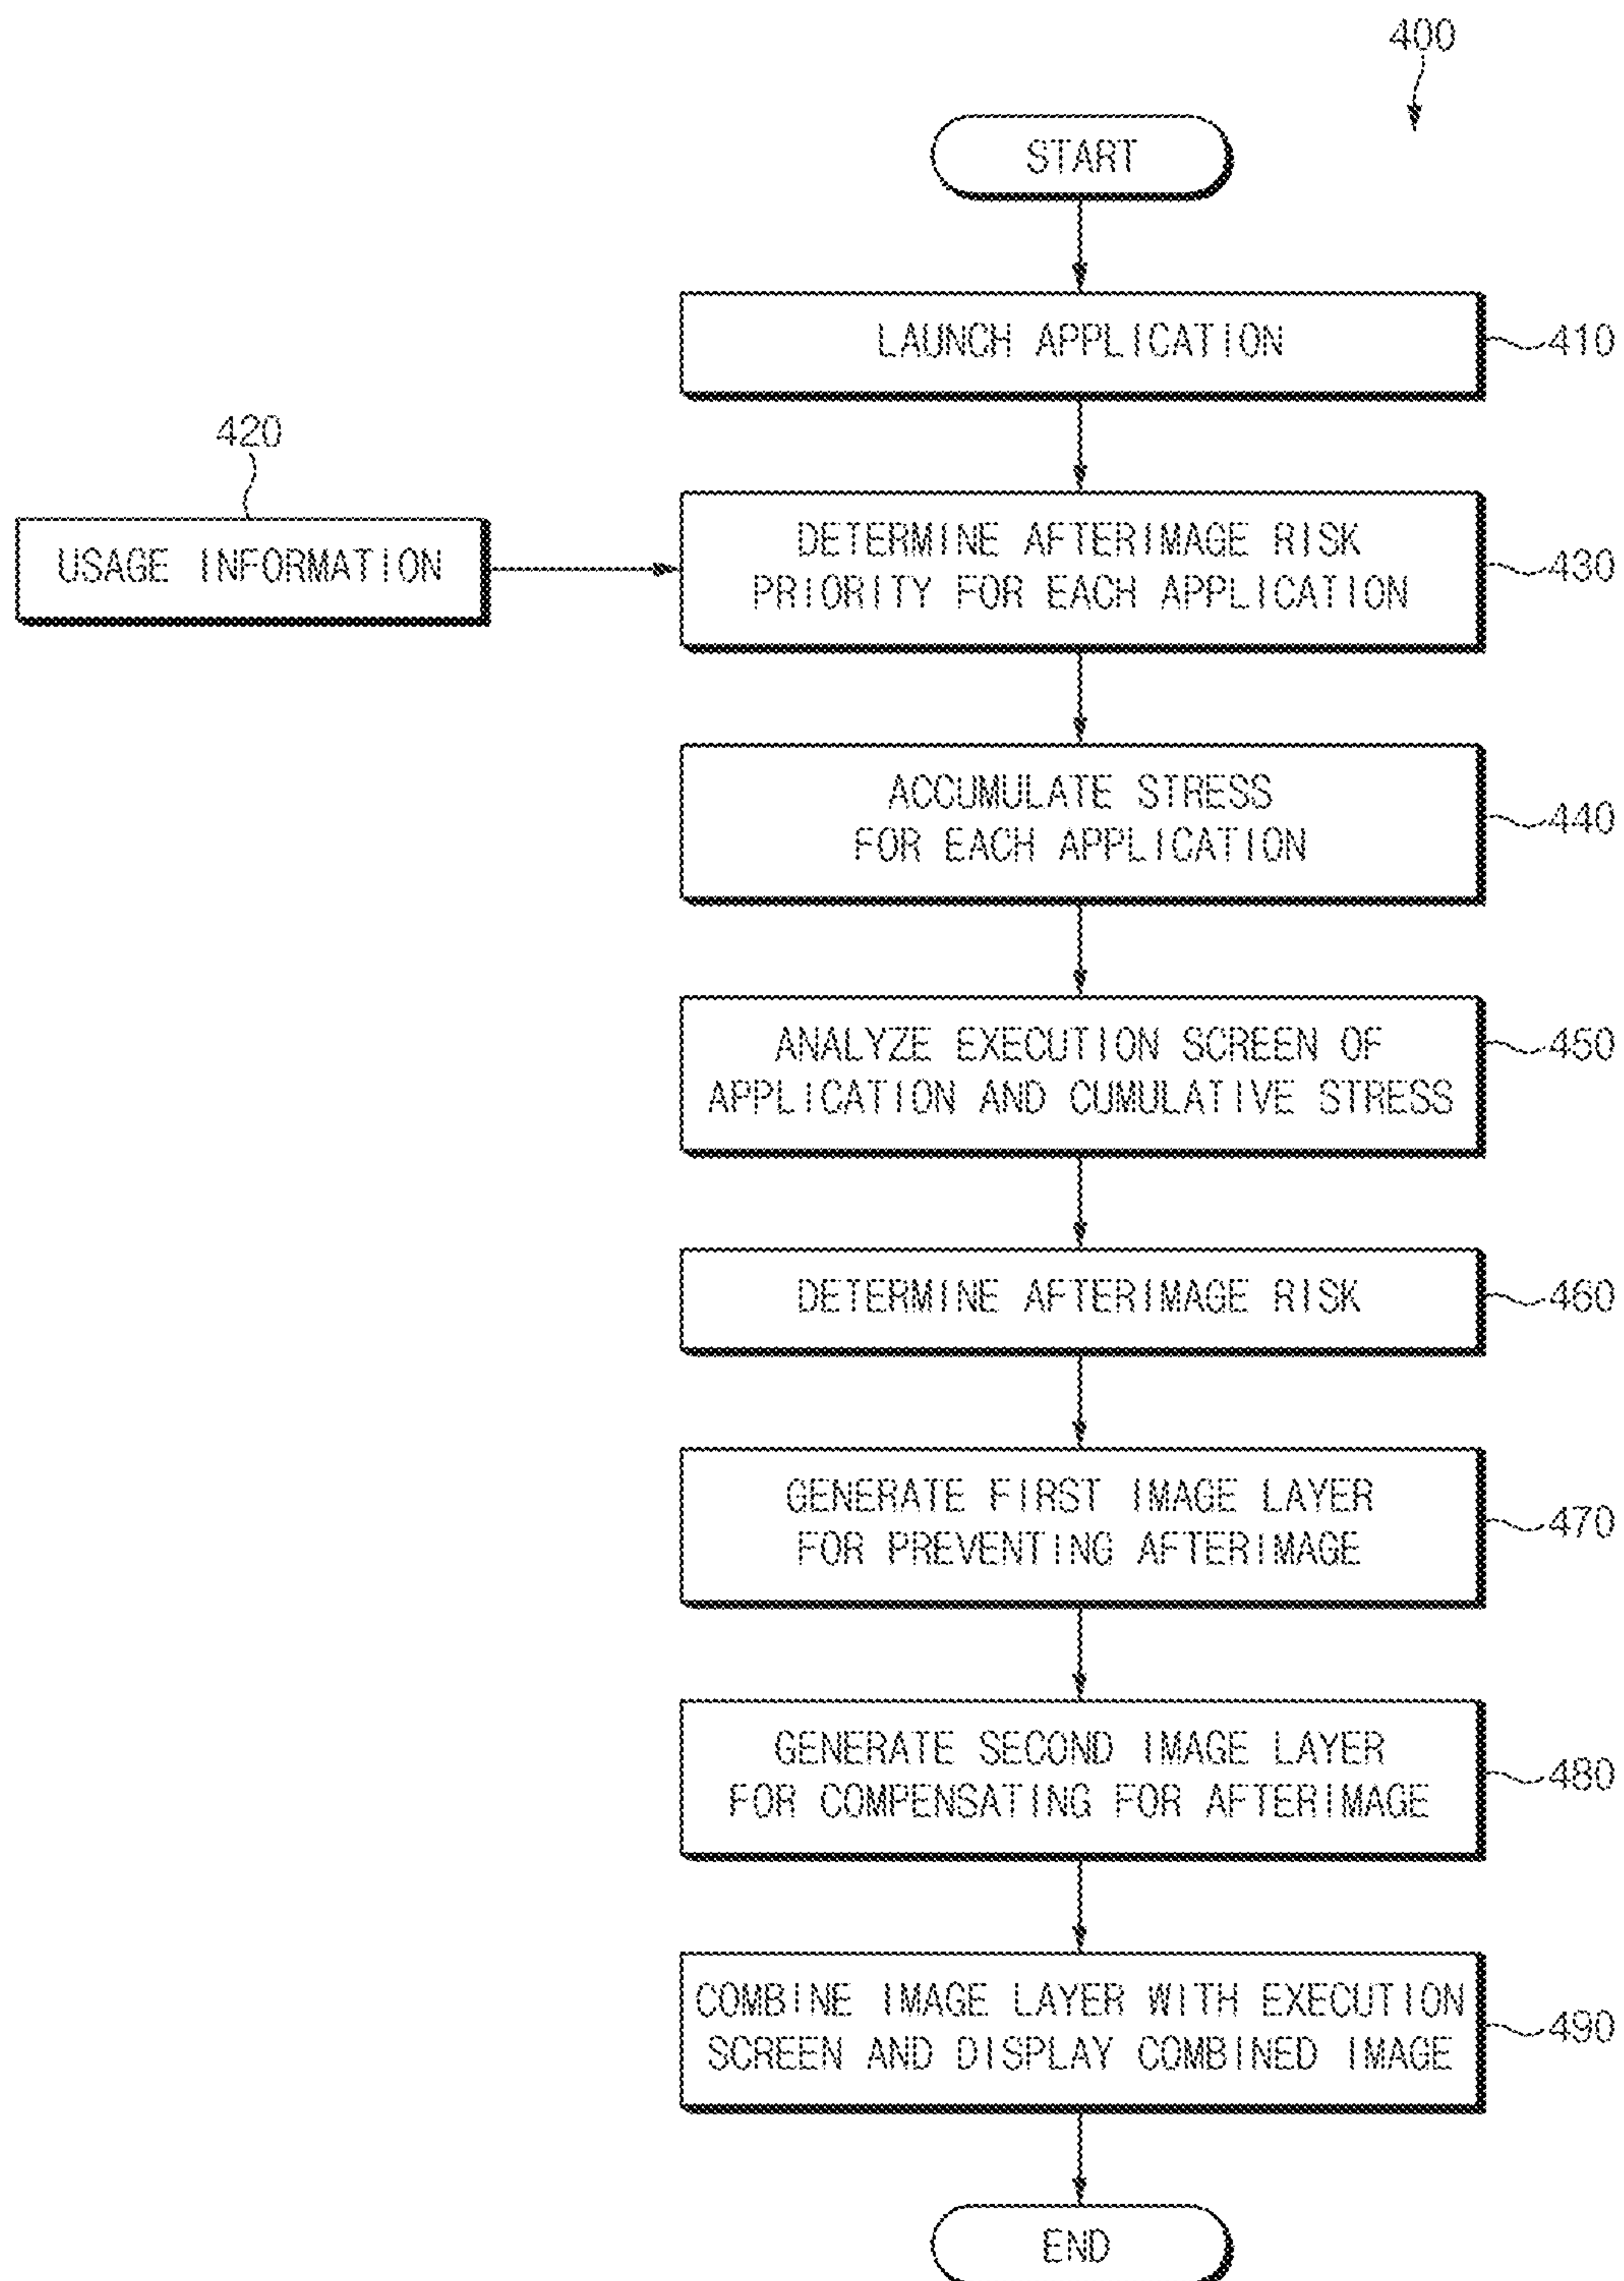 400
START
LAUNCH APPLICATION
410
420
USAGE INFORMATION
DETERMINE AFTERIMAGE RISK
PRIORITY FOR EACH APPLICATION
430
ACCUMULATE STRESS
FOR EACH APPLICATION
440
ANALYZE EXECUTION SCREEN OF
APPLICATION AND CUMULATIVE STRESS
450
DETERMINE AFTERIMAGE RISK
460
GENERATE FIRST IMAGE LAYER
FOR PREVENTING AFTERIMAGE
470
GENERATE SECOND IMAGE LAYER
FOR COMPENSATING FOR AFTERIMAGE
480
COMBINE IMAGE LAYER WITH EXECUTION
SCREEN AND DISPLAY COMBINED IMAGE
490
END